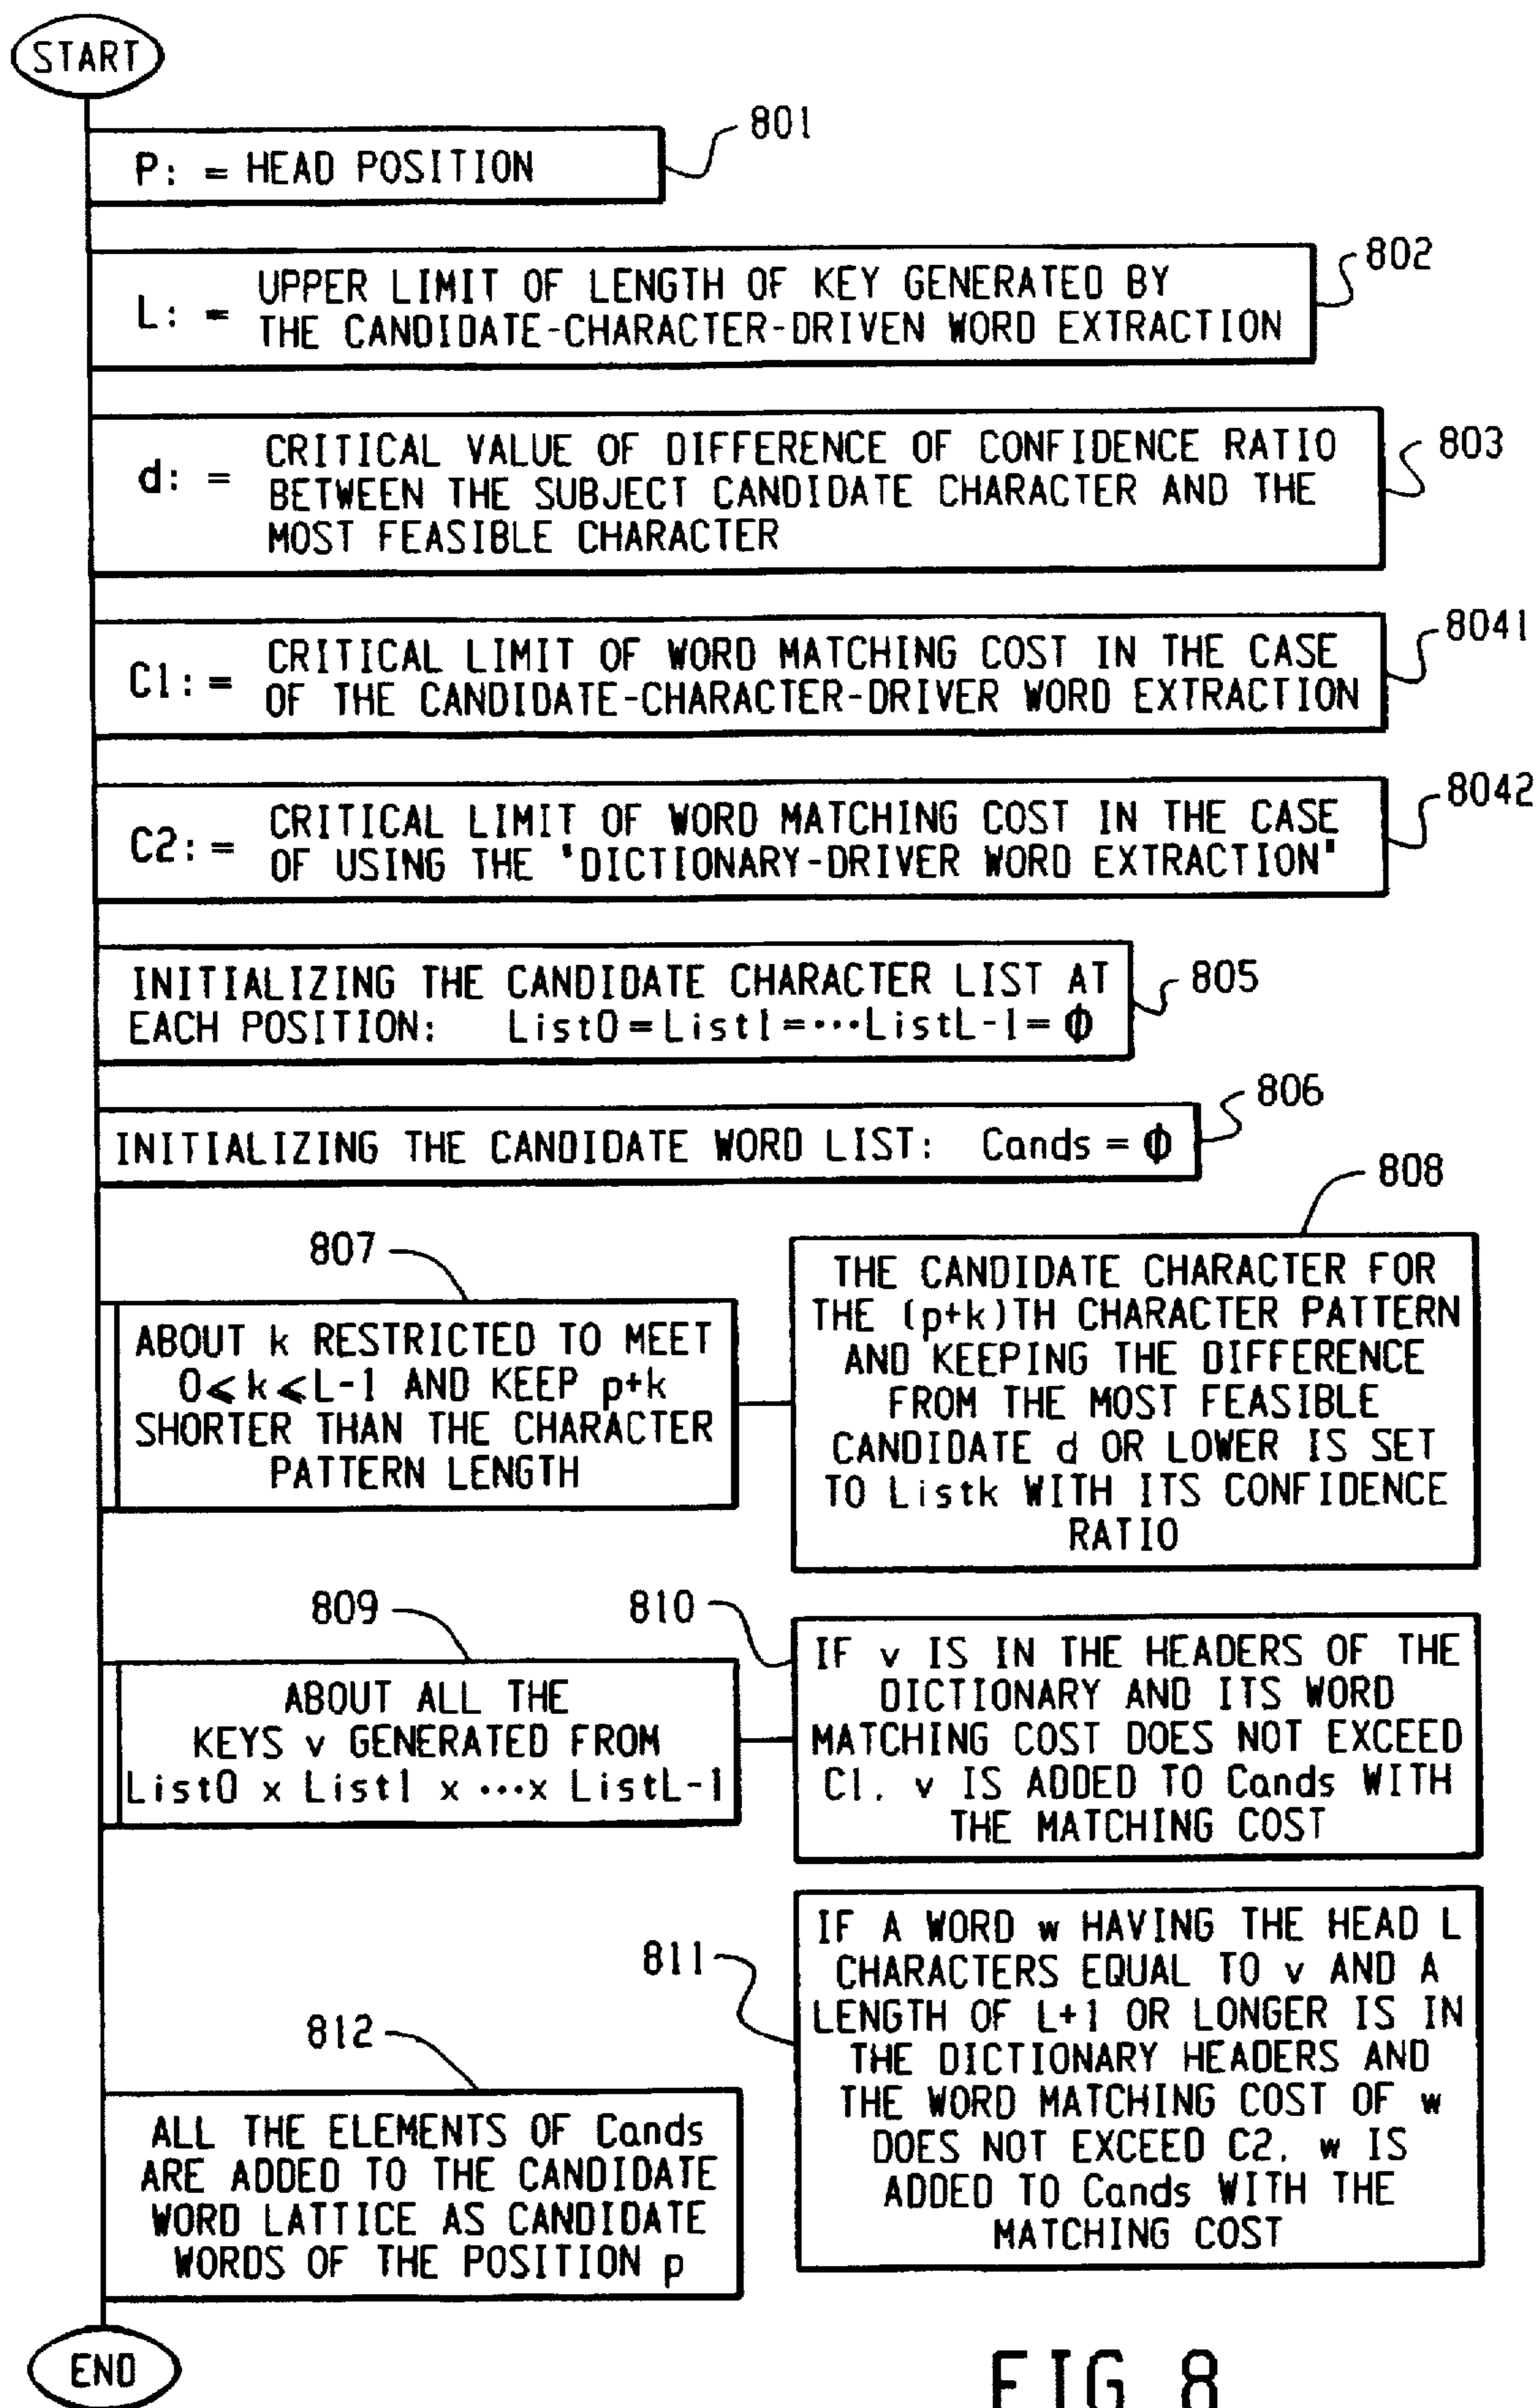 START
801
P: = HEAD POSITION
802
L: = UPPER LIMIT OF LENGTH OF KEY GENERATED BY
THE CANDIDATE-CHARACTER-DRIVEN WORD EXTRACTION
803
d: = CRITICAL VALUE OF DIFFERENCE OF CONFIDENCE RATIO
BETWEEN THE SUBJECT CANDIDATE CHARACTER AND THE
MOST FEASIBLE CHARACTER
8041
C1: = CRITICAL LIMIT OF WORD MATCHING COST IN THE CASE
OF THE CANDIDATE-CHARACTER-DRIVER WORD EXTRACTION
8042
C2: = CRITICAL LIMIT OF WORD MATCHING COST IN THE CASE
OF USING THE "DICTIONARY-DRIVER WORD EXTRACTION"
805
INITIALIZING THE CANDIDATE CHARACTER LIST AT
EACH POSITION: List0=List1=···ListL-1=Φ
806
INITIALIZING THE CANDIDATE WORD LIST: Cands = Φ
807
ABOUT k RESTRICTED TO MEET
0⩽k⩽L-1 AND KEEP p+k
SHORTER THAN THE CHARACTER
PATTERN LENGTH
808
THE CANDIDATE CHARACTER FOR
THE (p+k)TH CHARACTER PATTERN
AND KEEPING THE DIFFERENCE
FROM THE MOST FEASIBLE
CANDIDATE d OR LOWER IS SET
TO Listk WITH ITS CONFIDENCE
RATIO
809
ABOUT ALL THE
KEYS v GENERATED FROM
List0 x List1 x ···x ListL-1
810
IF v IS IN THE HEADERS OF THE
DICTIONARY AND ITS WORD
MATCHING COST DOES NOT EXCEED
C1, v IS ADDED TO Cands WITH
THE MATCHING COST
811
IF A WORD w HAVING THE HEAD L
CHARACTERS EQUAL TO v AND A
LENGTH OF L+1 OR LONGER IS IN
THE DICTIONARY HEADERS AND
THE WORD MATCHING COST OF w
DOES NOT EXCEED C2, w IS
ADDED TO Cands WITH THE
MATCHING COST
812
ALL THE ELEMENTS OF Cands
ARE ADDED TO THE CANDIDATE
WORD LATTICE AS CANDIDATE
WORDS OF THE POSITION p
END
FIG 8